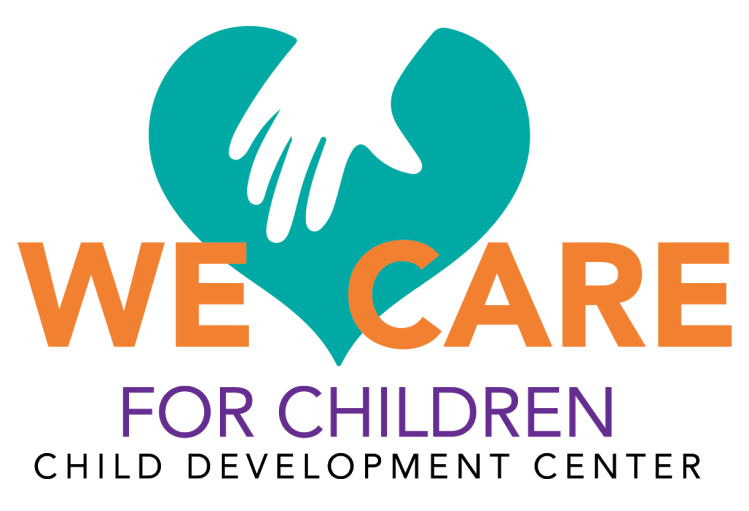 WE CARE
FOR CHILDREN
CHILD DEVELOPMENT CENTER